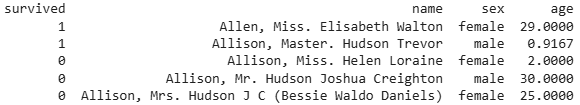 survived name sex age
1 Allen, Miss. Elisabeth Walton female 29.0000
1 Allison, Master. Hudson Trevor male 0.9167
0 Allison, Miss. Helen Loraine female 2.0000
0 Allison, Mr. Hudson Joshua Creighton male 30.0000
0 Allison, Mrs. Hudson J C (Bessie Waldo Daniels) female 25.0000